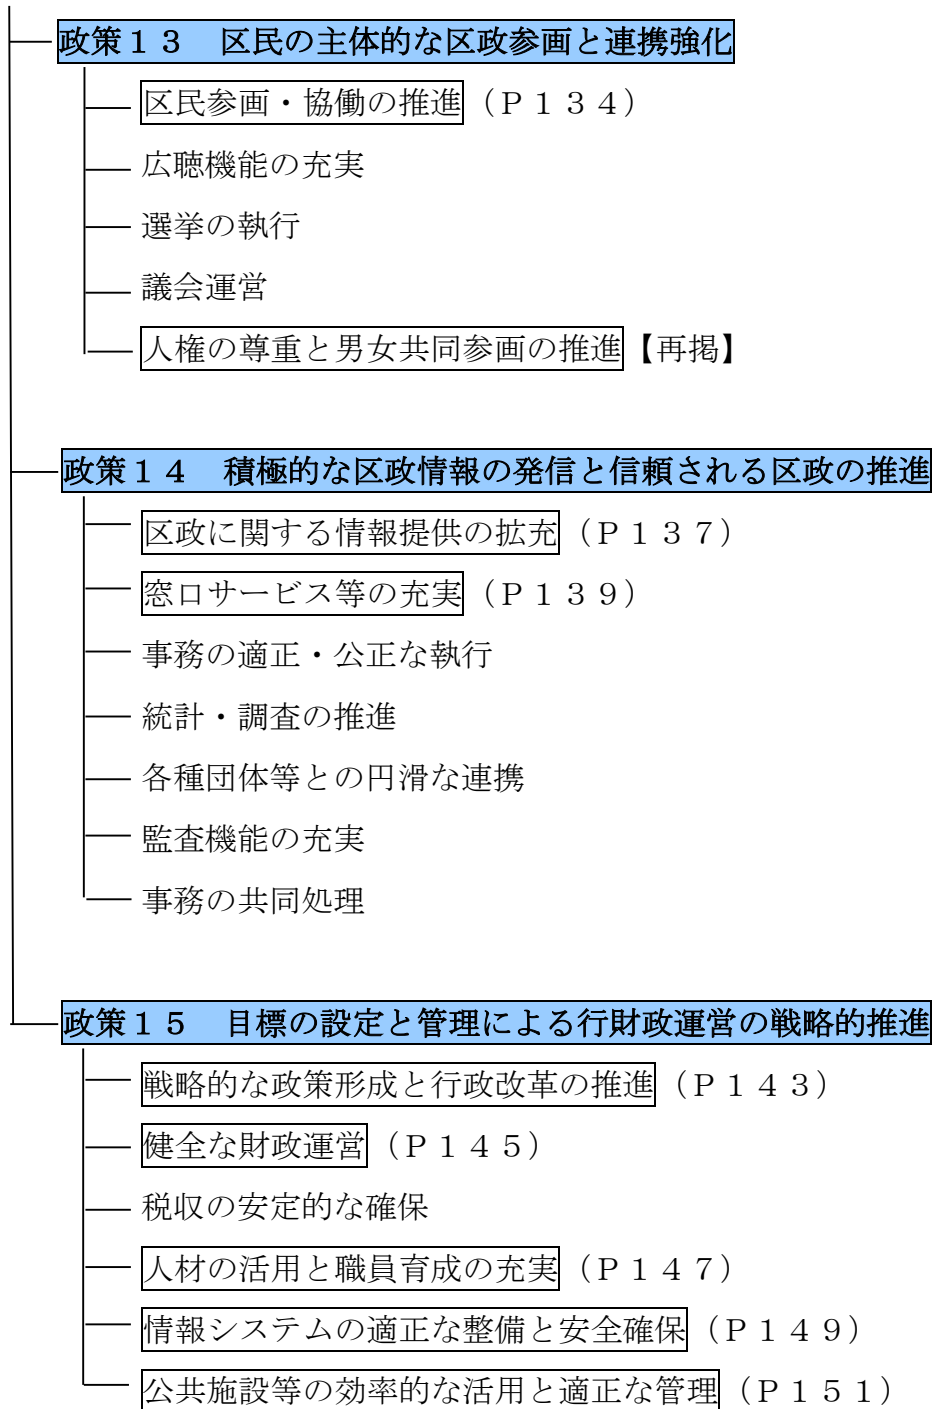 政策１３　区民の主体的な区政参画と連携強化
区民参画・協働の推進（Ｐ１３４）
広聴機能の充実
選挙の執行
議会運営
人権の尊重と男女共同参画の推進【再掲】
政策１４　積極的な区政情報の発信と信頼される区政の推進
区政に関する情報提供の拡充（Ｐ１３７）
窓口サービス等の充実（Ｐ１３９）
事務の適正・公正な執行
統計・調査の推進
各種団体等との円滑な連携
監査機能の充実
事務の共同処理
政策１５　目標の設定と管理による行財政運営の戦略的推進
戦略的な政策形成と行政改革の推進（Ｐ１４３）
健全な財政運営（Ｐ１４５）
税収の安定的な確保
人材の活用と職員育成の充実（Ｐ１４７）
情報システムの適正な整備と安全確保（Ｐ１４９）
公共施設等の効率的な活用と適正な管理（Ｐ１５１）